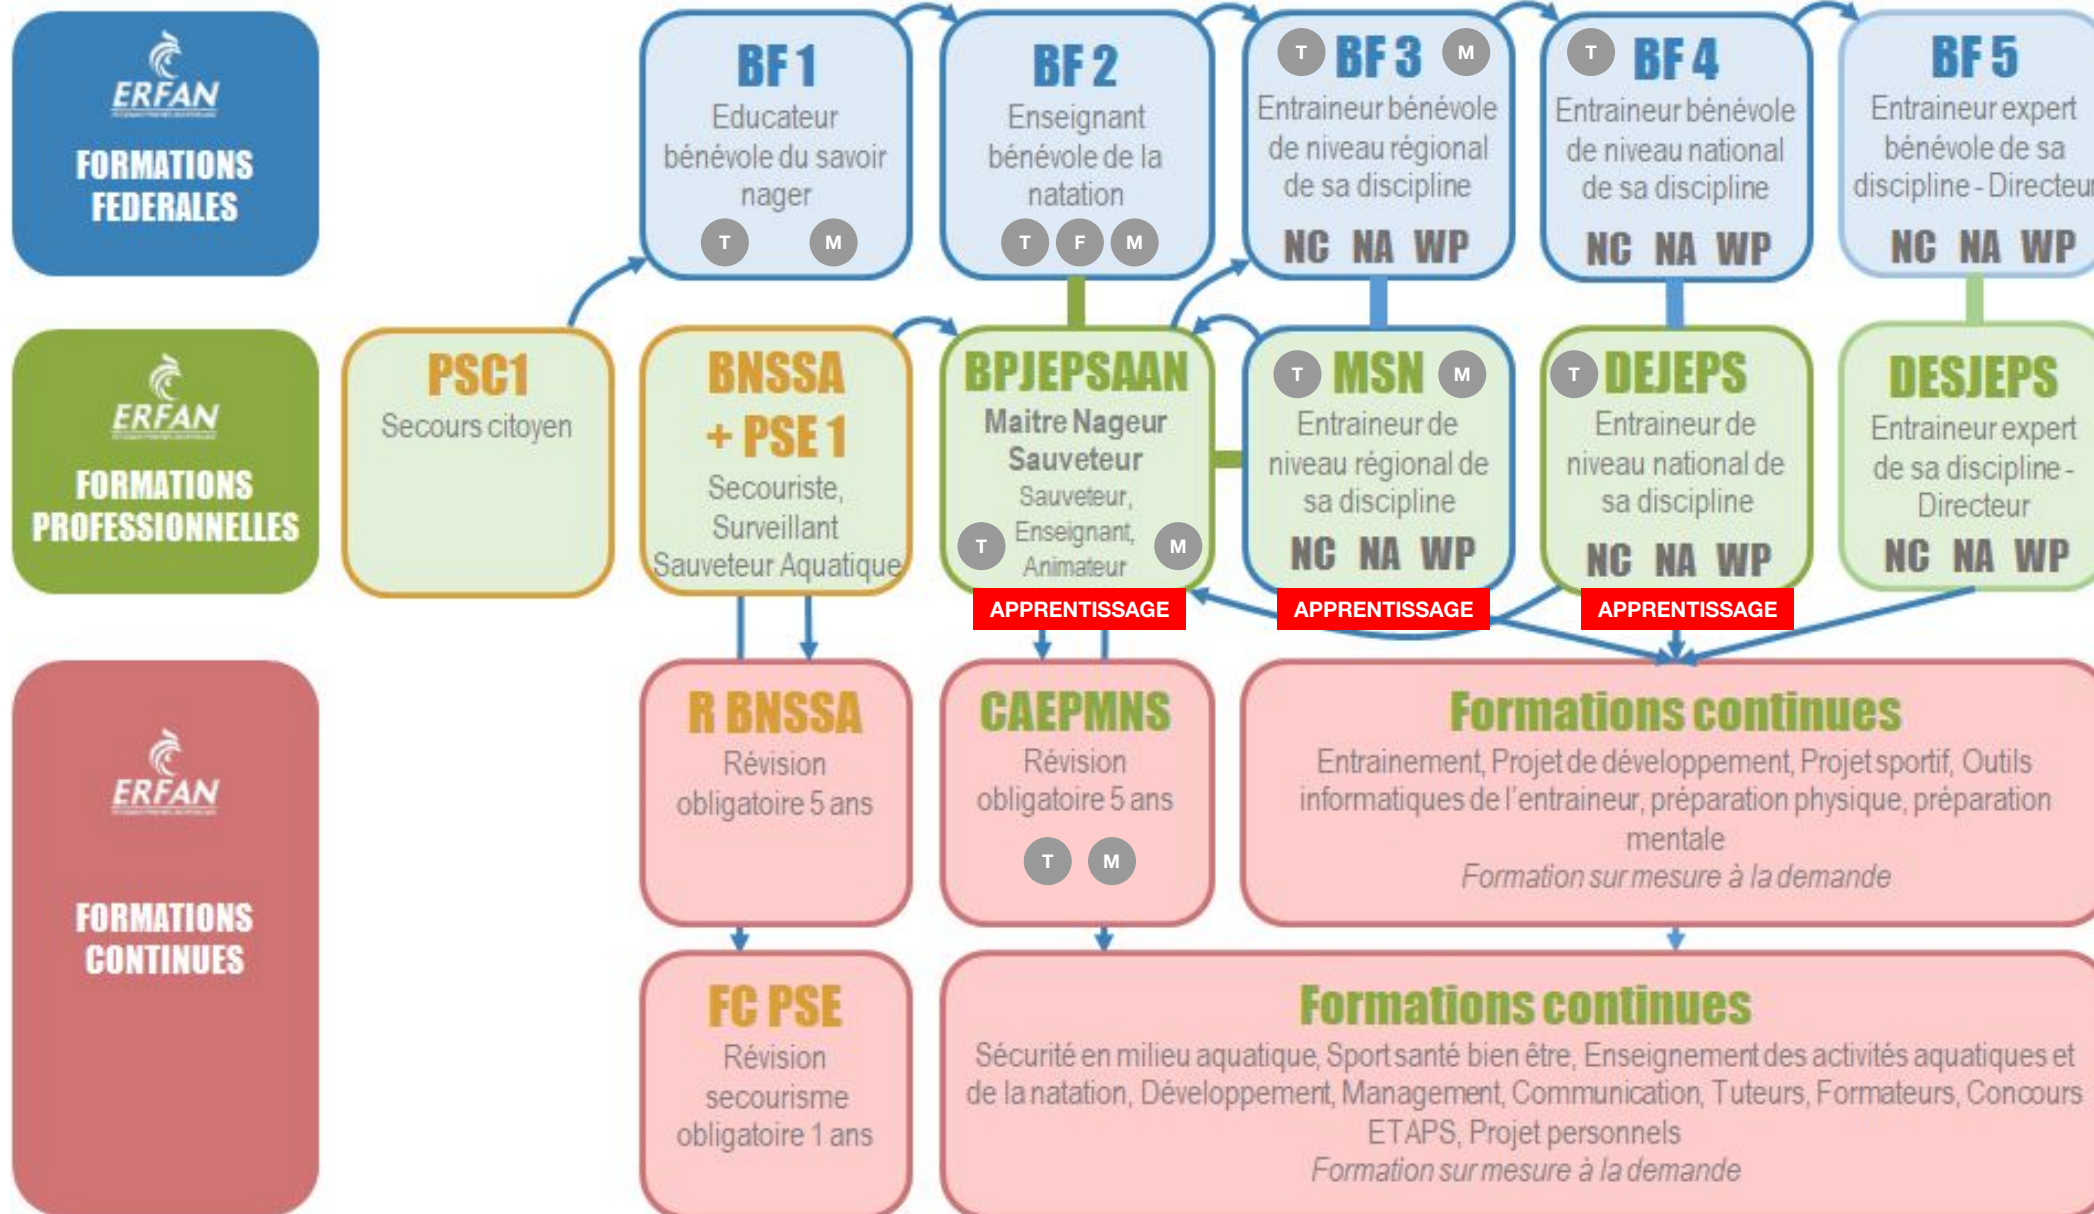 ERFAN
FORMATIONS
FEDERALES
BF 1
Educateur
bénévole du savoir
nager
T M
BF 2
Enseignant
bénévole de la
natation
T F M
T BF 3 M
Entraineur bénévole
de niveau régional
de sa discipline
NC NA WP
T BF 4
Entraineur bénévole
de niveau national
de sa discipline
NC NA WP
BF 5
Entraineur expert
bénévole de sa
discipline - Directeur
NC NA WP
ERFAN
FORMATIONS
PROFESSIONNELLES
PSC1
Secours citoyen
BNSSA
+ PSE 1
Secouriste,
Surveillant
Sauveteur Aquatique
BPJEPSAAN
Maitre Nageur
Sauveteur
Sauveteur,
T Enseignant, M
Animateur
APPRENTISSAGE
T MSN M
Entraineur de
niveau régional de
sa discipline
NC NA WP
APPRENTISSAGE
T DEJEPS
Entraineur de
niveau national de
sa discipline
NC NA WP
APPRENTISSAGE
DESJEPS
Entraineur expert
de sa discipline -
Directeur
NC NA WP
ERFAN
FORMATIONS
CONTINUES
R BNSSA
Révision
obligatoire 5 ans
CAEPMNS
Révision
obligatoire 5 ans
T M
Formations continues
Entrainement, Projet de développement, Projet sportif, Outils
informatiques de l'entraineur, préparation physique, préparation
mentale
Formation sur mesure à la demande
FC PSE
Révision
secourisme
obligatoire 1 ans
Formations continues
Sécurité en milieu aquatique, Sport santé bien être, Enseignement des activités aquatiques et
de la natation, Développement, Management, Communication, Tuteurs, Formateurs, Concours
ETAPS, Projet personnels
Formation sur mesure à la demande